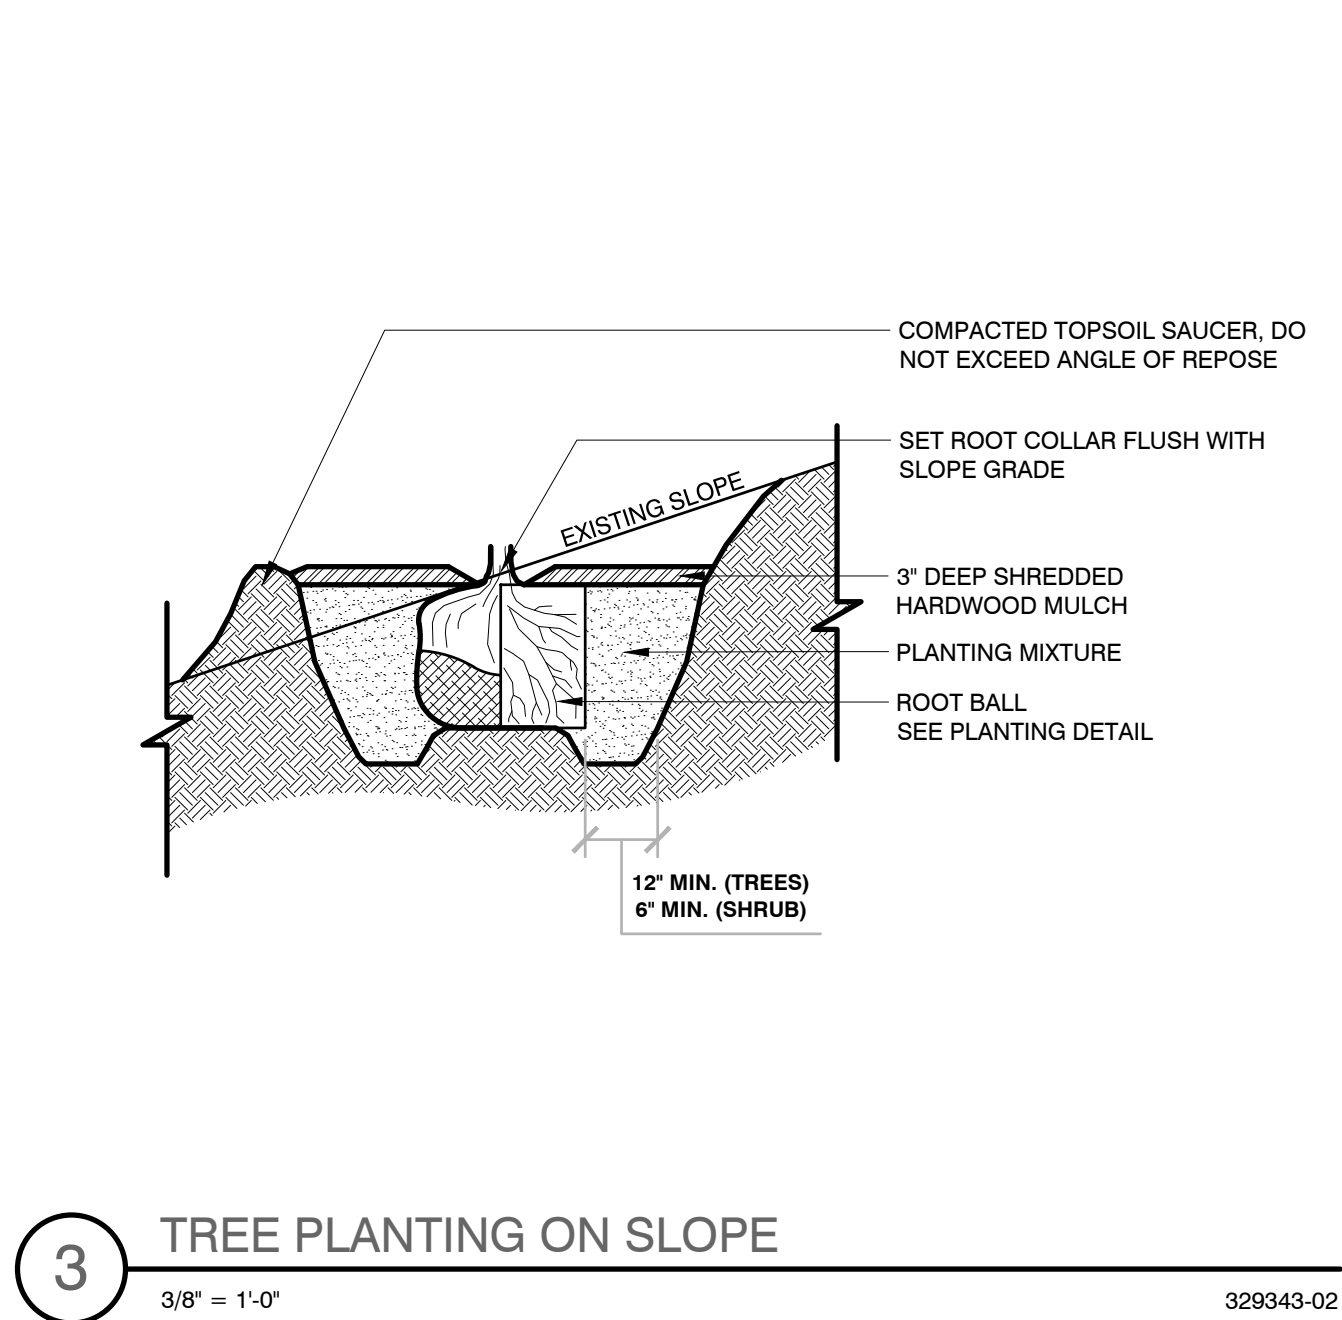 COMPACTED TOPSOIL SAUCER, DO
NOT EXCEED ANGLE OF REPOSE
SET ROOT COLLAR FLUSH WITH
SLOPE GRADE
EXISTING SLOPE
3" DEEP SHREDDED
HARDWOOD MULCH
PLANTING MIXTURE
ROOT BALL
SEE PLANTING DETAIL
12" MIN. (TREES)
6" MIN. (SHRUB)
3
TREE PLANTING ON SLOPE
3/8" = 1'-0"
329343-02